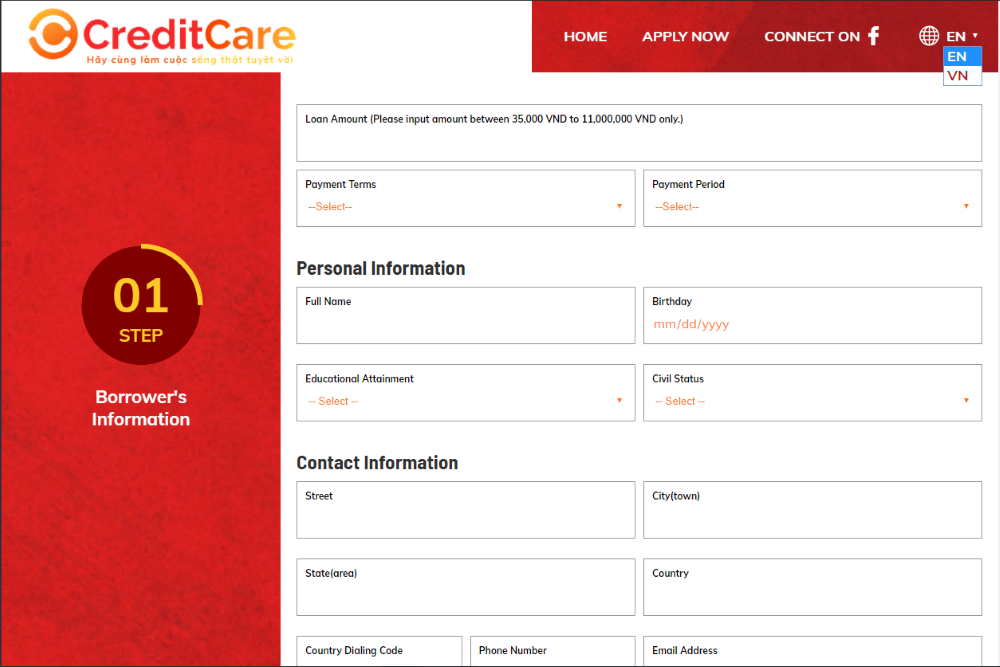 CreditCare
Hãy cùng làm cuộc sống thật tuyệt vời
HOME APPLY NOW CONNECT ON EN
EN
VN
01
STEP
Borrower's
Information
Loan Amount (Please input amount between 35,000 VND to 11,000,000 VND only.)
Payment Terms Payment Period
--Select-- --Select--
Personal Information
Full Name Birthday
mm/dd/yyyy
Educational Attainment Civil Status
-- Select -- -- Select --
Contact Information
Street City(town)
State(area) Country
Country Dialing Code Phone Number Email Address